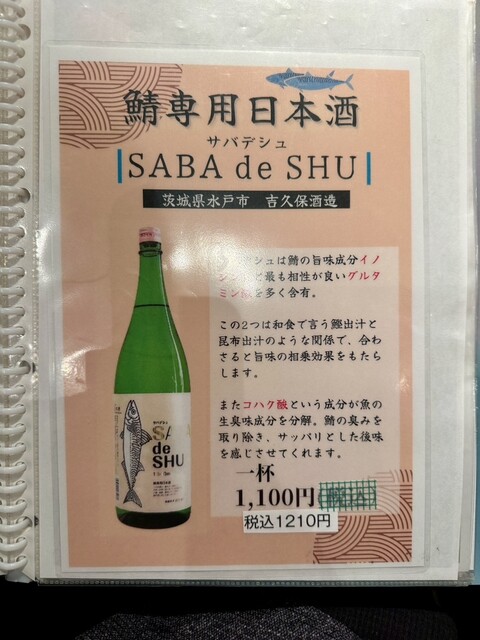 鯖専用日本酒
サバデシュ
SABA de SHU
茨城県水戸市 吉久保酒造
デシュは鯖の旨味成分イノ
シン と最も相性が良いグルタ
ミン を多く含有。
この2つは和食で言う鰹出汁と
昆布出汁のような関係で、合わ
さると旨味の相乗効果をもたら
します。
またコハク酸という成分が魚の
生臭味成分を分解。鯖の臭みを
取り除き、サッパリとした後味
を感じさせてくれます。
一杯
1,100円
税込1210円
de
SHU